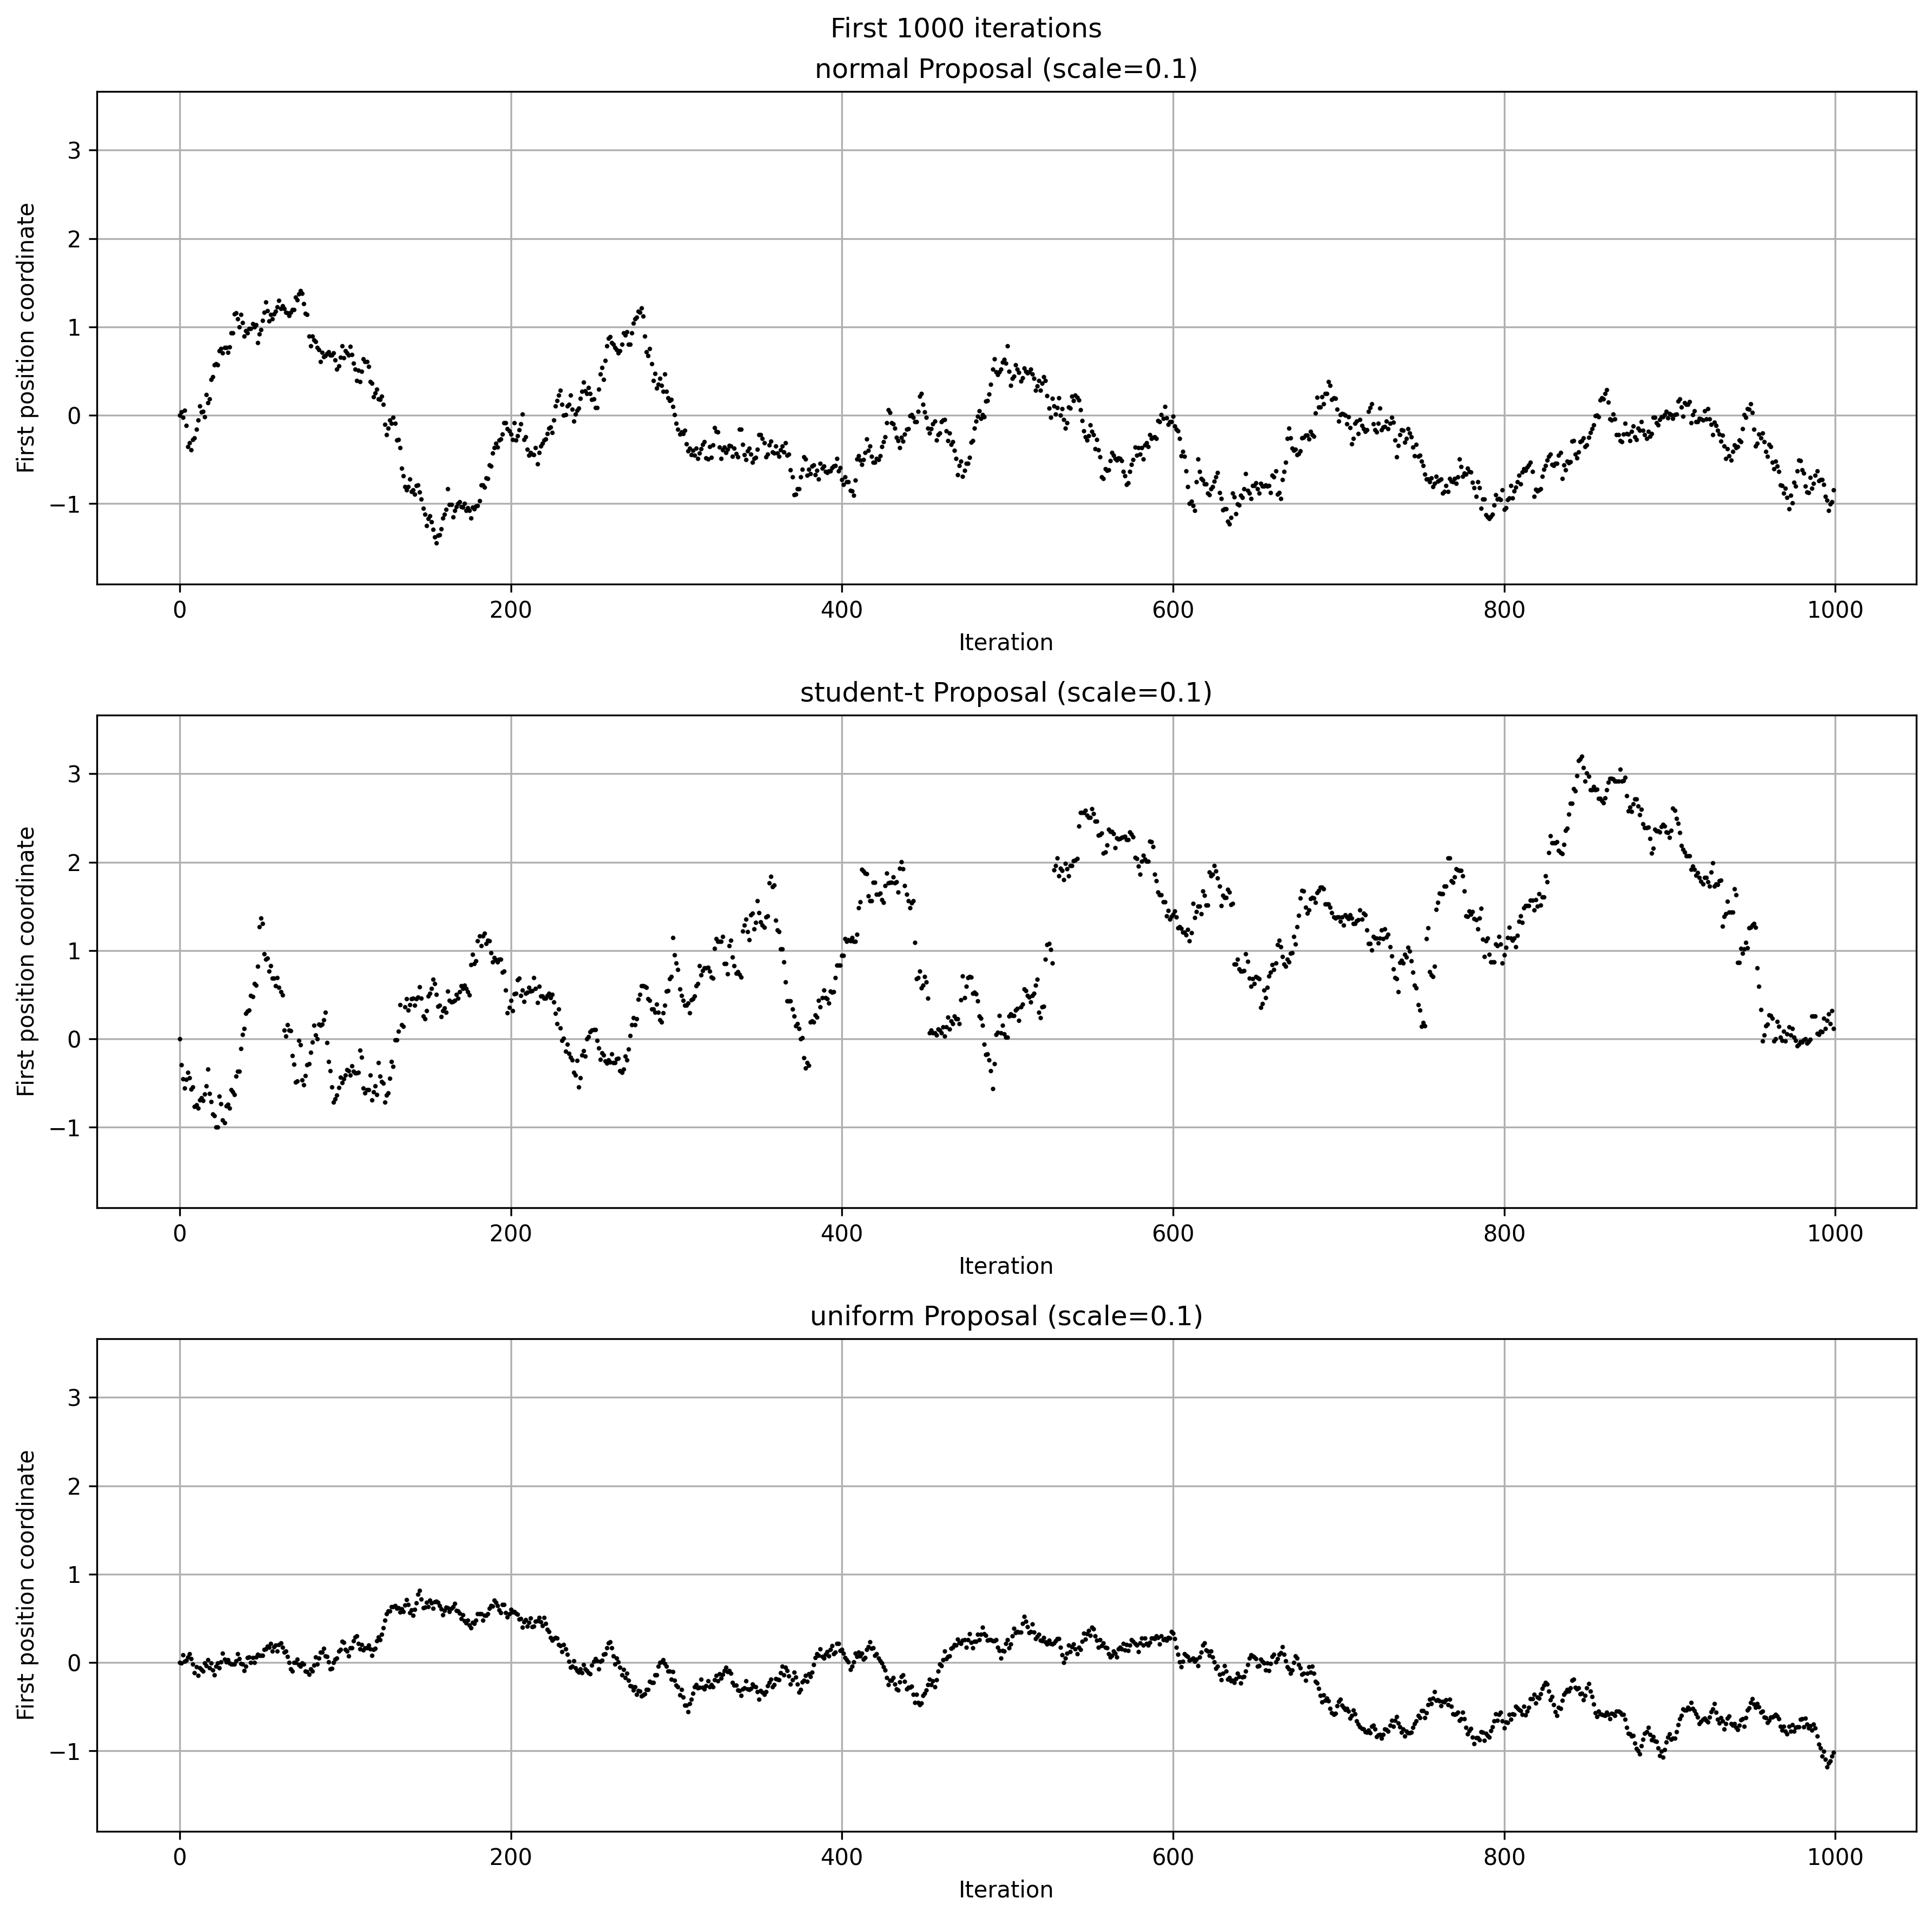 First 1000 iterations
normal Proposal (scale=0.1)
First position coordinate
3
2
1
0
−1
0 200 400 600 800 1000
Iteration
student-t Proposal (scale=0.1)
First position coordinate
3
2
1
0
−1
0 200 400 600 800 1000
Iteration
uniform Proposal (scale=0.1)
First position coordinate
3
2
1
0
−1
0 200 400 600 800 1000
Iteration